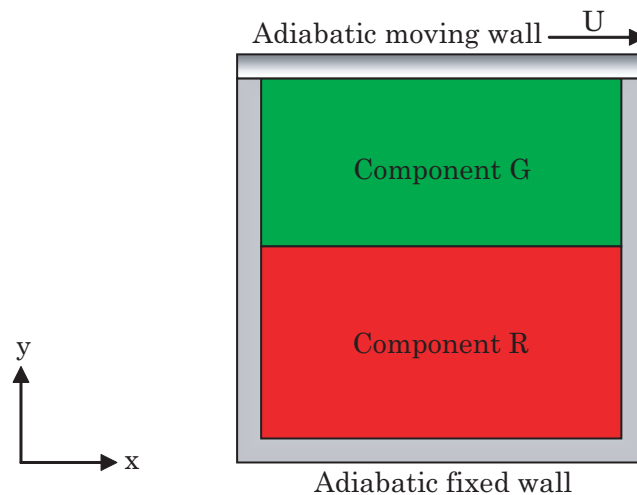 Adiabatic moving wall U
Component G
Component R
y
x
Adiabatic fixed wall